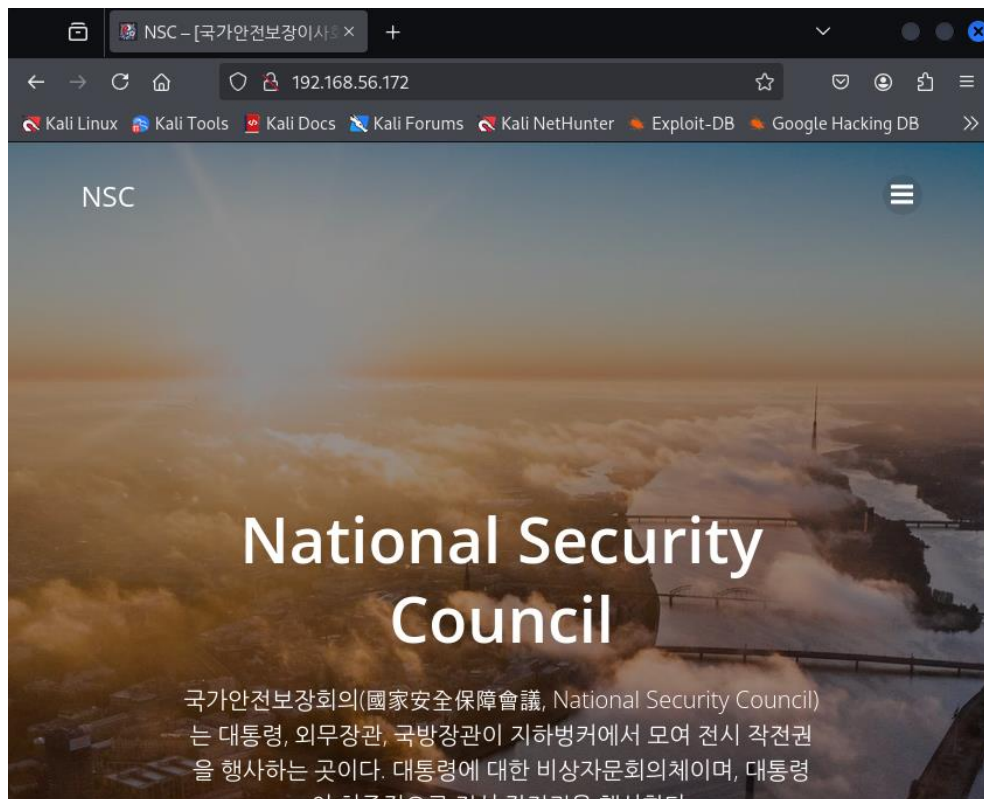 NSC – [국가안전보장이사
192.168.56.172
Kali Linux Kali Tools Kali Docs Kali Forums Kali NetHunter Exploit-DB Google Hacking DB
NSC
National Security
Council
국가안전보장회의(國家安全保障會議, National Security Council)
는 대통령, 외무장관, 국방장관이 지하벙커에서 모여 전시 작전권
을 행사하는 곳이다. 대통령에 대한 비상자문회의체이며, 대통령